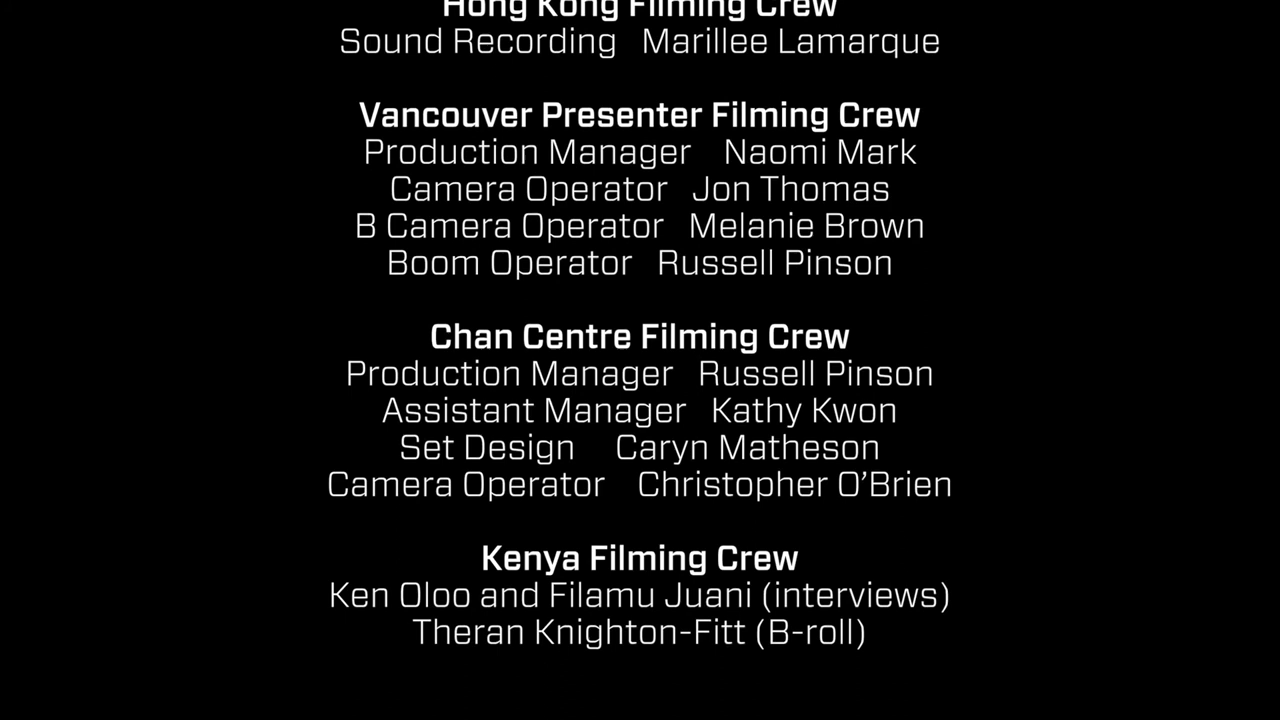 Hong Kong Filming Crew
Sound Recording Marillee Lamarque
Vancouver Presenter Filming Crew
Production Manager Naomi Mark
Camera Operator Jon Thomas
B Camera Operator Melanie Brown
Boom Operator Russell Pinson
Chan Centre Filming Crew
Production Manager Russell Pinson
Assistant Manager Kathy Kwon
Set Design Caryn Matheson
Camera Operator Christopher O’Brien
Kenya Filming Crew
Ken Oloo and Filamu Juani (interviews)
Theran Knighton-Fitt (B-roll)